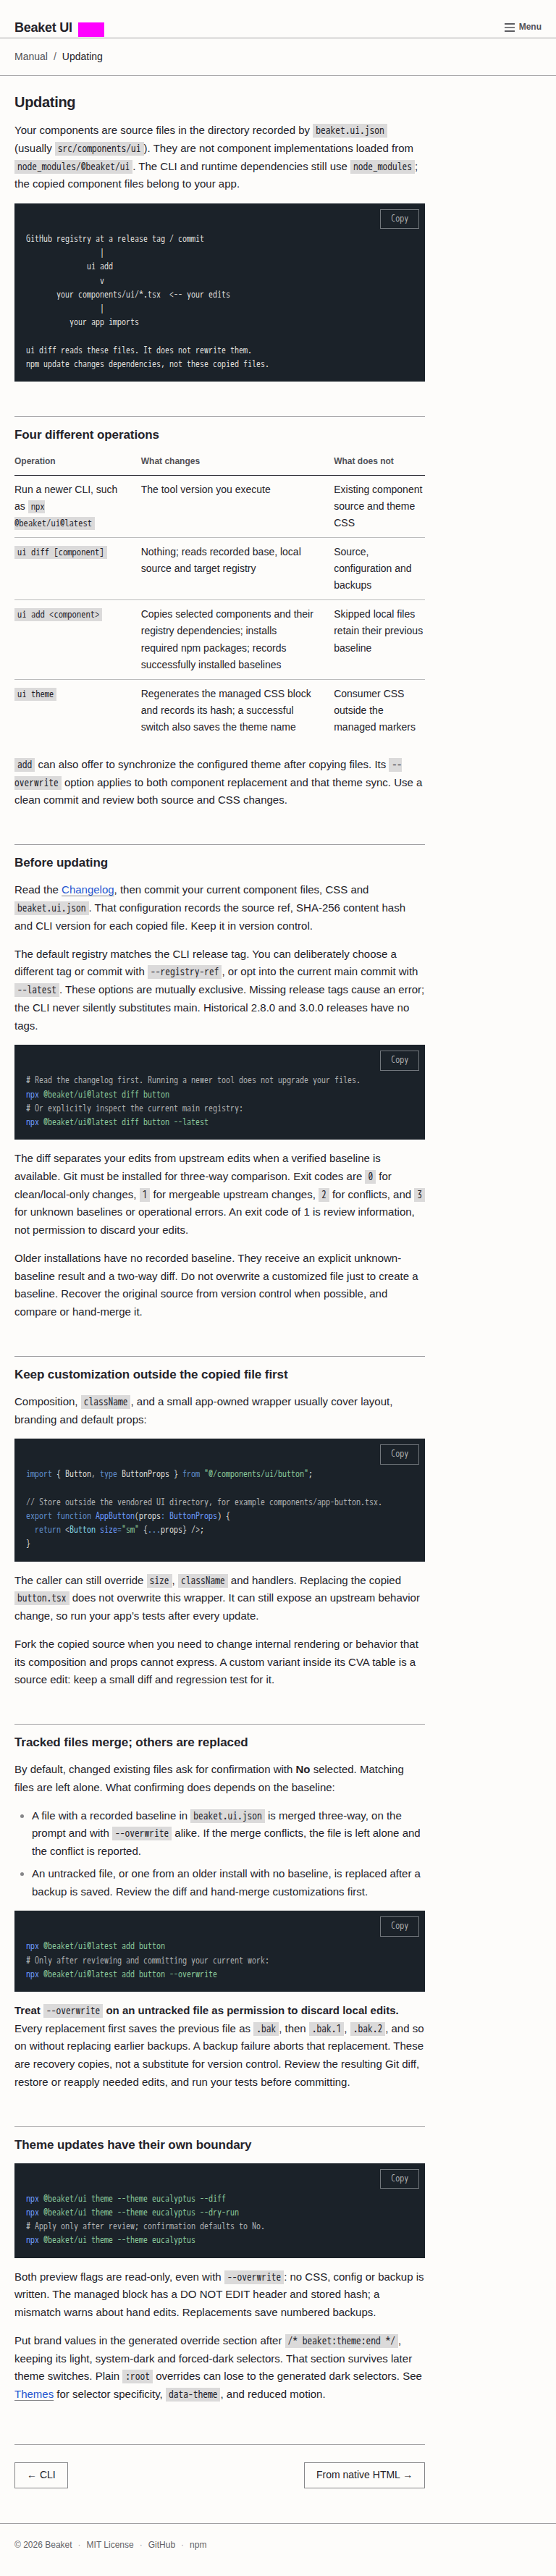 Beaket UI
Menu
Manual / Updating
Updating
Your components are source files in the directory recorded by beaket.ui.json
(usually src/components/ui). They are not component implementations loaded from
node_modules/@beaket/ui. The CLI and runtime dependencies still use node_modules;
the copied component files belong to your app.
Copy
GitHub registry at a release tag / commit
|
ui add
v
your components/ui/*.tsx <-- your edits
|
your app imports
ui diff reads these files. It does not rewrite them.
npm update changes dependencies, not these copied files.
Four different operations
Operation What changes What does not
Run a newer CLI, such The tool version you execute Existing component
as npx source and theme
@beaket/ui@latest CSS
ui diff [component] Nothing; reads recorded base, local Source,
source and target registry configuration and
backups
ui add <component> Copies selected components and their Skipped local files
registry dependencies; installs retain their previous
required npm packages; records baseline
successfully installed baselines
ui theme Regenerates the managed CSS block Consumer CSS
and records its hash; a successful outside the
switch also saves the theme name managed markers
add can also offer to synchronize the configured theme after copying files. Its --
overwrite option applies to both component replacement and that theme sync. Use a
clean commit and review both source and CSS changes.
Before updating
Read the Changelog, then commit your current component files, CSS and
beaket.ui.json. That configuration records the source ref, SHA-256 content hash
and CLI version for each copied file. Keep it in version control.
The default registry matches the CLI release tag. You can deliberately choose a
different tag or commit with --registry-ref, or opt into the current main commit with
--latest. These options are mutually exclusive. Missing release tags cause an error;
the CLI never silently substitutes main. Historical 2.8.0 and 3.0.0 releases have no
tags.
Copy
# Read the changelog first. Running a newer tool does not upgrade your files.
npx @beaket/ui@latest diff button
# Or explicitly inspect the current main registry:
npx @beaket/ui@latest diff button --latest
The diff separates your edits from upstream edits when a verified baseline is
available. Git must be installed for three-way comparison. Exit codes are 0 for
clean/local-only changes, 1 for mergeable upstream changes, 2 for conflicts, and 3
for unknown baselines or operational errors. An exit code of 1 is review information,
not permission to discard your edits.
Older installations have no recorded baseline. They receive an explicit unknown-
baseline result and a two-way diff. Do not overwrite a customized file just to create a
baseline. Recover the original source from version control when possible, and
compare or hand-merge it.
Keep customization outside the copied file first
Composition, className, and a small app-owned wrapper usually cover layout,
branding and default props:
Copy
import { Button, type ButtonProps } from "@/components/ui/button";
// Store outside the vendored UI directory, for example components/app-button.tsx.
export function AppButton(props: ButtonProps) {
return <Button size="sm" {...props} />;
}
The caller can still override size, className and handlers. Replacing the copied
button.tsx does not overwrite this wrapper. It can still expose an upstream behavior
change, so run your app's tests after every update.
Fork the copied source when you need to change internal rendering or behavior that
its composition and props cannot express. A custom variant inside its CVA table is a
source edit: keep a small diff and regression test for it.
Tracked files merge; others are replaced
By default, changed existing files ask for confirmation with No selected. Matching
files are left alone. What confirming does depends on the baseline:
• A file with a recorded baseline in beaket.ui.json is merged three-way, on the
prompt and with --overwrite alike. If the merge conflicts, the file is left alone and
the conflict is reported.
• An untracked file, or one from an older install with no baseline, is replaced after a
backup is saved. Review the diff and hand-merge customizations first.
Copy
npx @beaket/ui@latest add button
# Only after reviewing and committing your current work:
npx @beaket/ui@latest add button --overwrite
Treat --overwrite on an untracked file as permission to discard local edits.
Every replacement first saves the previous file as .bak, then .bak.1, .bak.2, and so
on without replacing earlier backups. A backup failure aborts that replacement. These
are recovery copies, not a substitute for version control. Review the resulting Git diff,
restore or reapply needed edits, and run your tests before committing.
Theme updates have their own boundary
Copy
npx @beaket/ui theme --theme eucalyptus --diff
npx @beaket/ui theme --theme eucalyptus --dry-run
# Apply only after review; confirmation defaults to No.
npx @beaket/ui theme --theme eucalyptus
Both preview flags are read-only, even with --overwrite: no CSS, config or backup is
written. The managed block has a DO NOT EDIT header and stored hash; a
mismatch warns about hand edits. Replacements save numbered backups.
Put brand values in the generated override section after /* beaket:theme:end */,
keeping its light, system-dark and forced-dark selectors. That section survives later
theme switches. Plain :root overrides can lose to the generated dark selectors. See
Themes for selector specificity, data-theme, and reduced motion.
← CLI
From native HTML →
© 2026 Beaket · MIT License · GitHub · npm